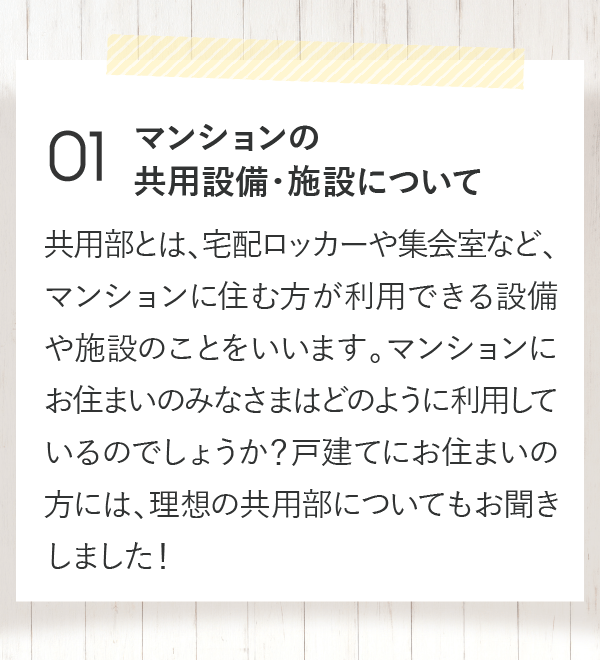 01
マンションの
共用設備・施設について
共用部とは、宅配ロッカーや集会室など、
マンションに住む方が利用できる設備
や施設のことをいいます。マンションに
お住まいのみなさまはどのように利用して
いるのでしょうか？戸建てにお住まいの
方には、理想の共用部についてもお聞き
しました！